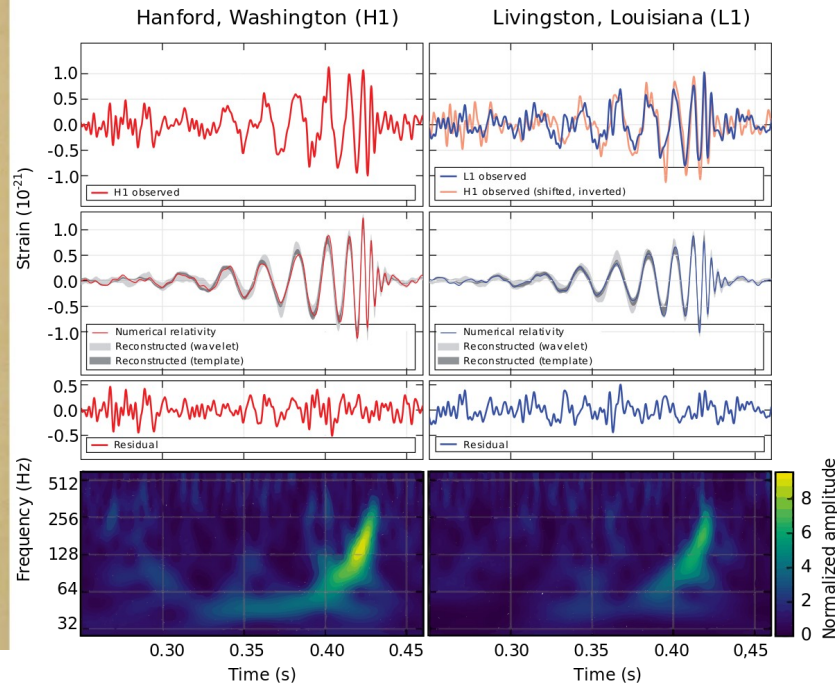 Hanford, Washington (H1)
Livingston, Louisiana (L1)
Strain (10⁻²¹)
1.0
0.5
0.0
-0.5
-1.0
H1 observed
L1 observed
H1 observed (shifted, inverted)
1.0
0.5
0.0
-0.5
-1.0
Numerical relativity
Reconstructed (wavelet)
Reconstructed (template)
Numerical relativity
Reconstructed (wavelet)
Reconstructed (template)
0.5
0.0
-0.5
Residual
Residual
Frequency (Hz)
512
256
128
64
32
8
6
4
2
0
Normalized amplitude
0.30
0.35
0.40
0.45
0.30
0.35
0.40
0,45
Time (s)
Time (s)